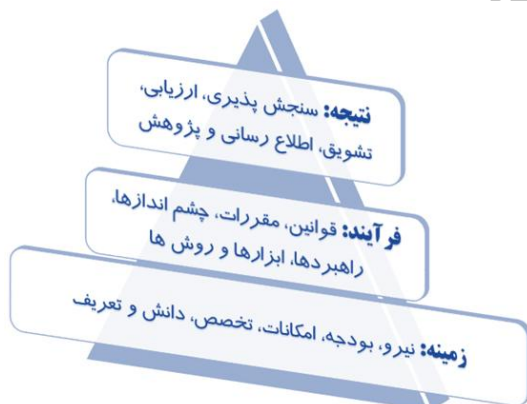 نتیجه: سنجش پذیری، ارزیابی،
تشویق، اطلاع رسانی و پژوهش
فرآیند: قوانین، مقررات، چشم اندازها،
راهبردها، ابزارها و روش ها
زمینه: نیرو، بودجه، امکانات، تخصص، دانش و تعریف